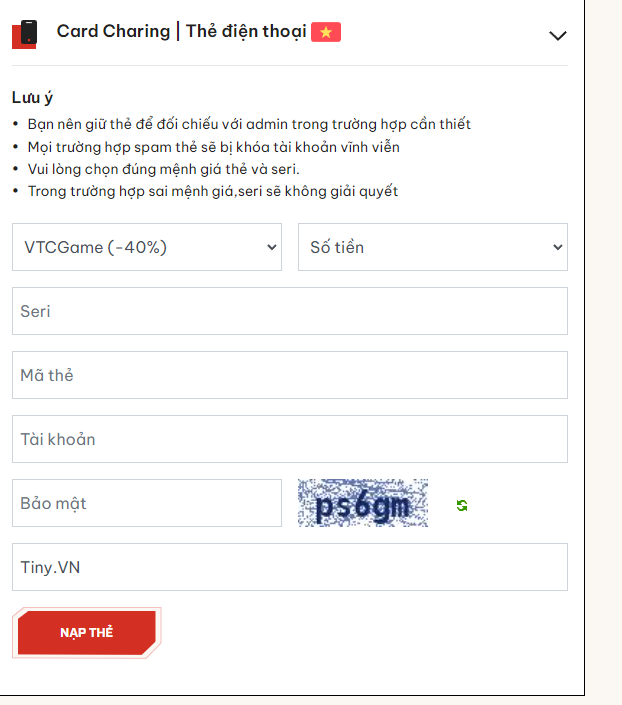 Card Charing | Thẻ điện thoại
Lưu ý
• Bạn nên giữ thẻ để đối chiếu với admin trong trường hợp cần thiết
• Mọi trường hợp spam thẻ sẽ bị khóa tài khoản vĩnh viễn
• Vui lòng chọn đúng mệnh giá thẻ và seri.
• Trong trường hợp sai mệnh giá,seri sẽ không giải quyết
VTCGame (-40%) Số tiền
Seri
Mã thẻ
Tài khoản
Bảo mật ps6gm
Tiny.VN
NẠP THẺ